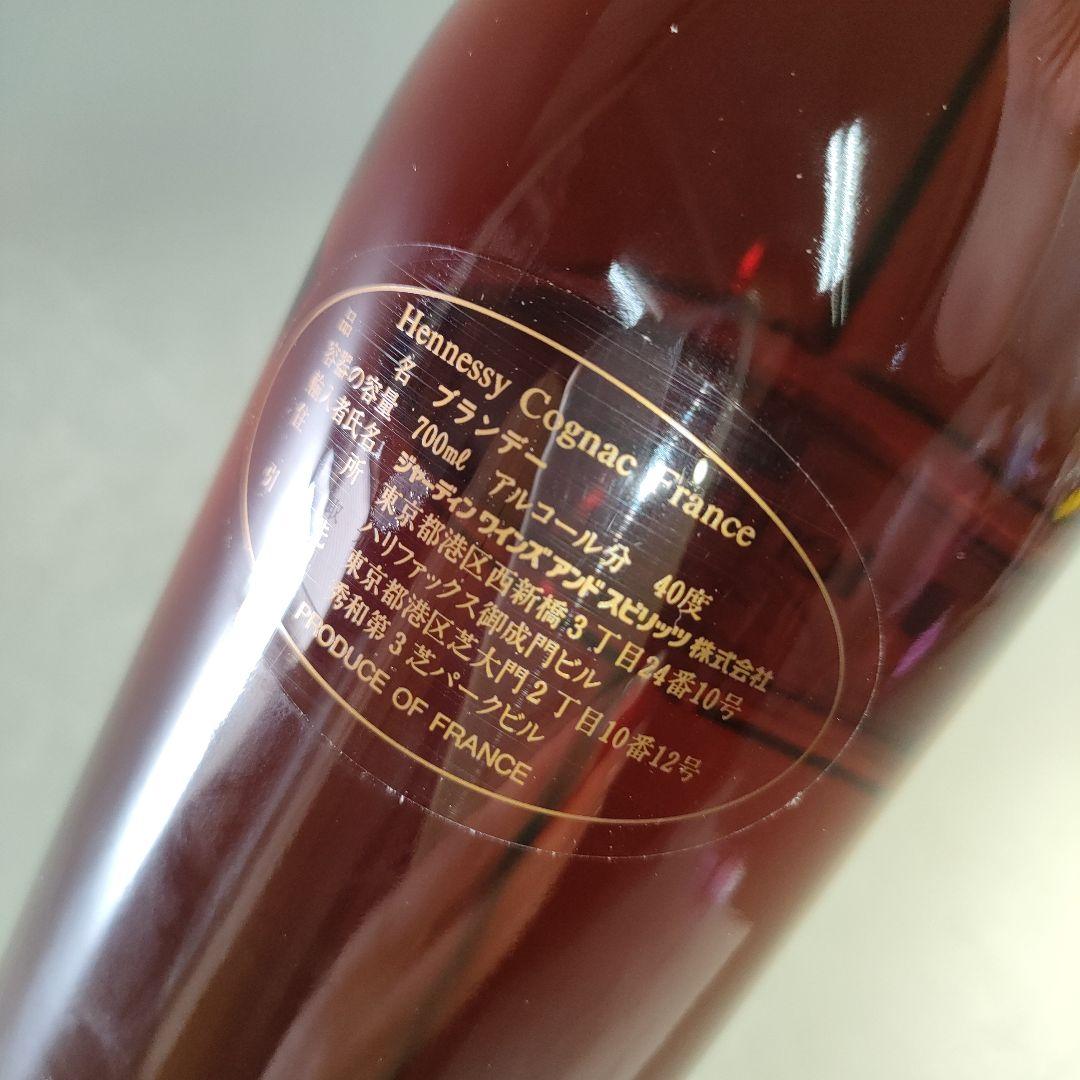 Hennessy Cognac France
品 名 ブランデー アルコール分 40度
容器の容量 700ml
輸入者氏名 ジャーディン ワインズ アンド スピリッツ 株式会社
住 所 東京都港区西新橋3丁目24番10号
ハリファックス御成門ビル
引 取 先 東京都港区芝大門2丁目10番12号
秀和第3芝パークビル
PRODUCE OF FRANCE